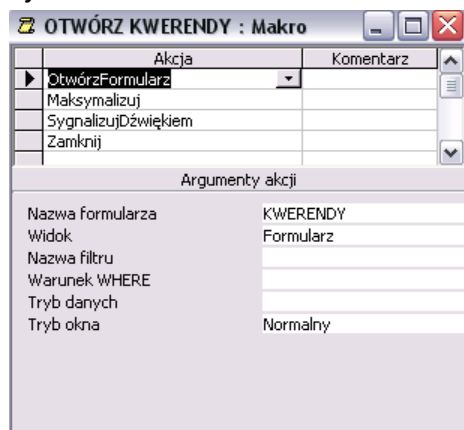 OTWÓRZ KWERENDY : Makro
Akcja Komentarz
OtwórzFormularz
Maksymalizuj
SygnalizujDźwiękiem
Zamknij
Argumenty akcji
Nazwa formularza KWERENDY
Widok Formularz
Nazwa filtru
Warunek WHERE
Tryb danych
Tryb okna Normalny